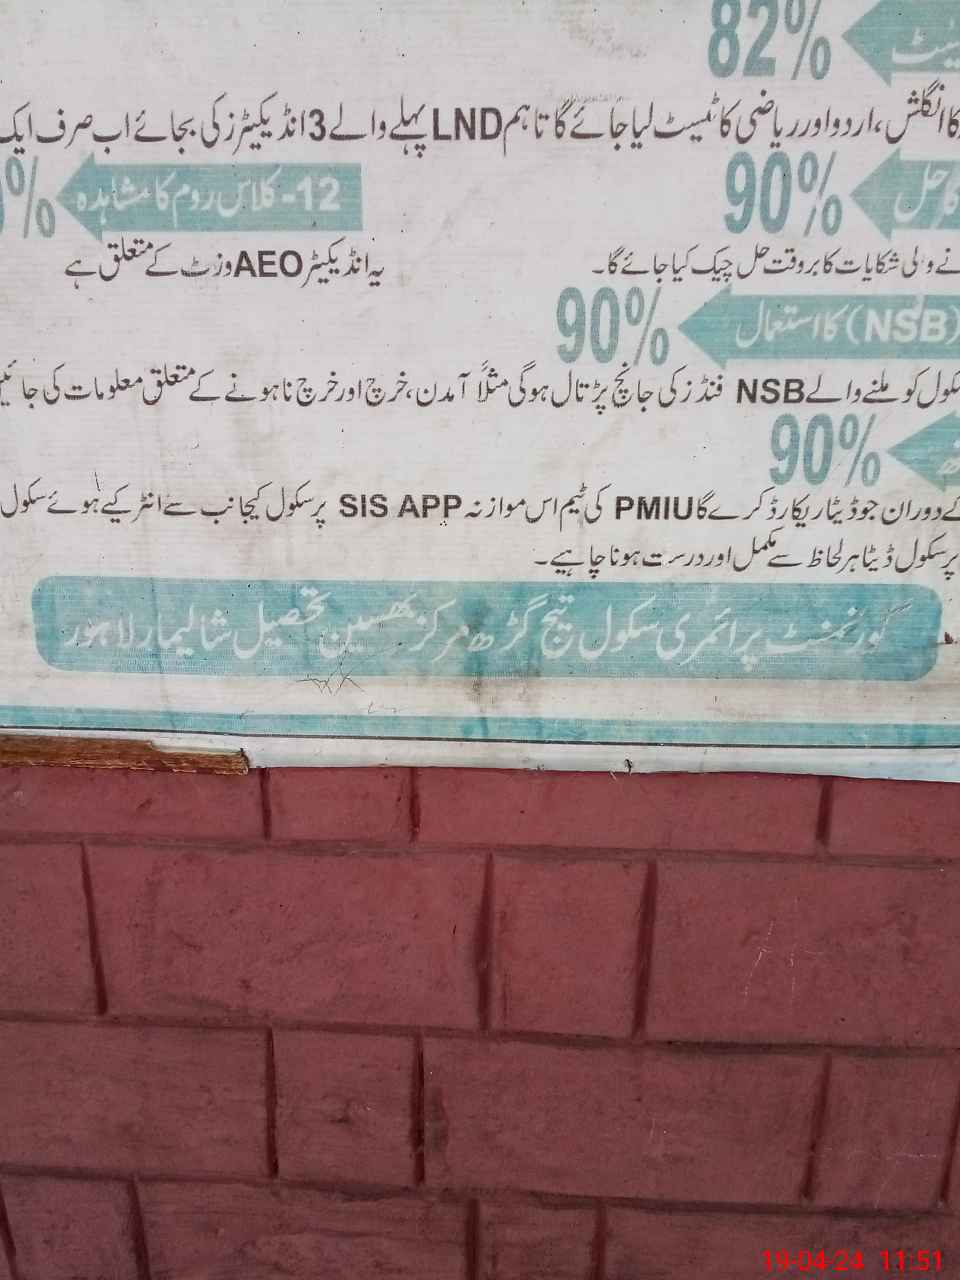 82%
کا انگلش، اردو اور ریاضی کا ٹیسٹ لیا جائے گا تاہم LND پہلے والے 3 انڈیکیٹرز کی بجائے اب صرف ایک
کا حل 90%
12- کلاس روم کا مشاہدہ
نے والی شکایات کا بروقت حل چیک کیا جائے گا۔
یہ انڈیکیٹر AEO وزٹ کے متعلق ہے
(NSB) کا استعمال 90%
سکول کو ملنے والے NSB فنڈز کی جانچ پڑتال ہوگی مثلاً آمدن، خرچ اور خرچ نا ہونے کے متعلق معلومات کی جائیں
90%
کے دوران جو ڈیٹا ریکارڈ کرے گا PMIU کی ٹیم اس موازنہ SIS APP پر سکول کیجانب سے انٹر کیے ہوئے سکول
پر سکول ڈیٹا ہر لحاظ سے مکمل اور درست ہونا چاہیے۔
گورنمنٹ پرائمری سکول تیج گڑھ مرکز بھسین تحصیل شالیمار لاہور
19-04-24 11:51